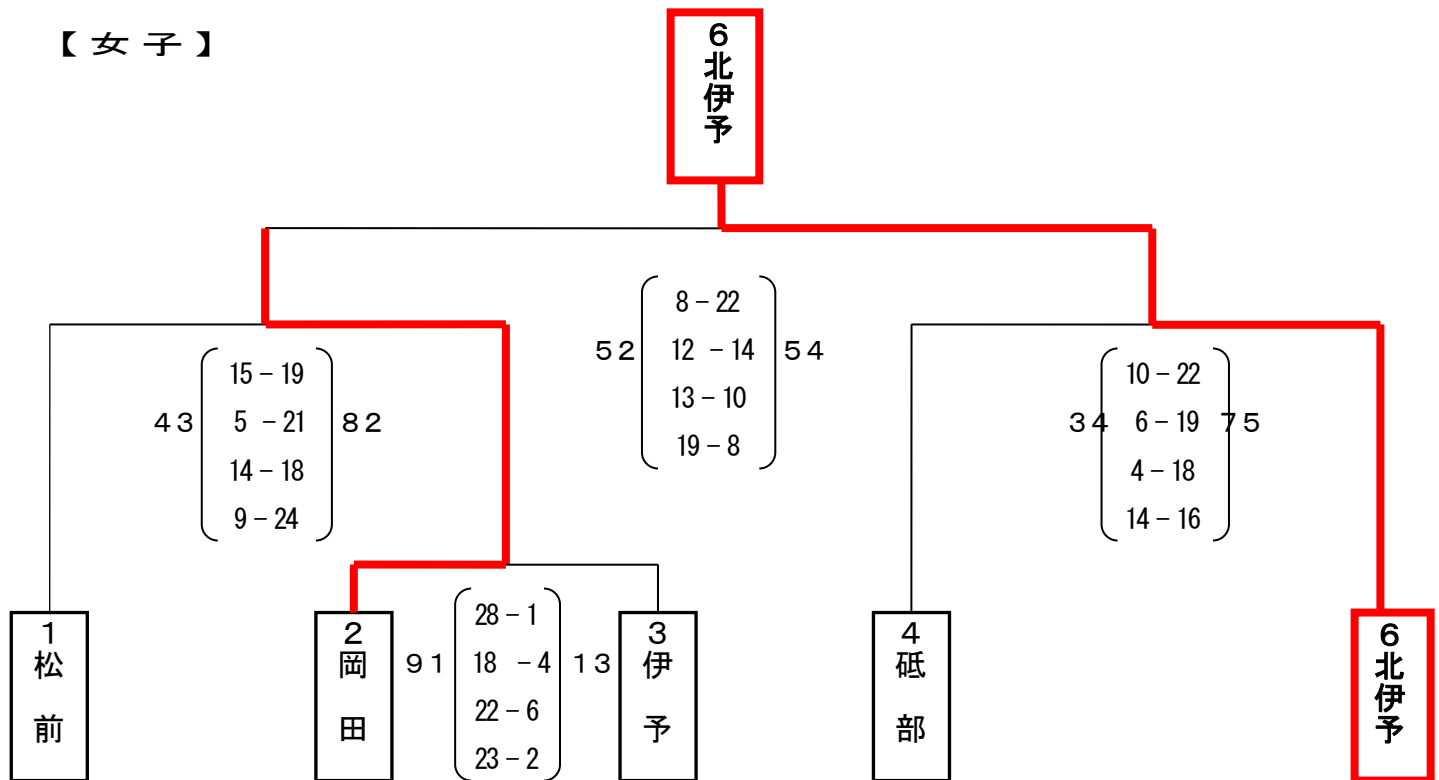 【 女 子 】
６北伊予
８－22
５２ 12 －14 ５４
13－10
19－8
15－19
４３ 5 －21 ８２
14－18
9－24
10－22
３４ 6－19 ７５
4－18
14－16
28－1
９１ 18 －4 １３
22－6
23－2
１松 前
２岡 田
３伊 予
４砥 部
６北伊予